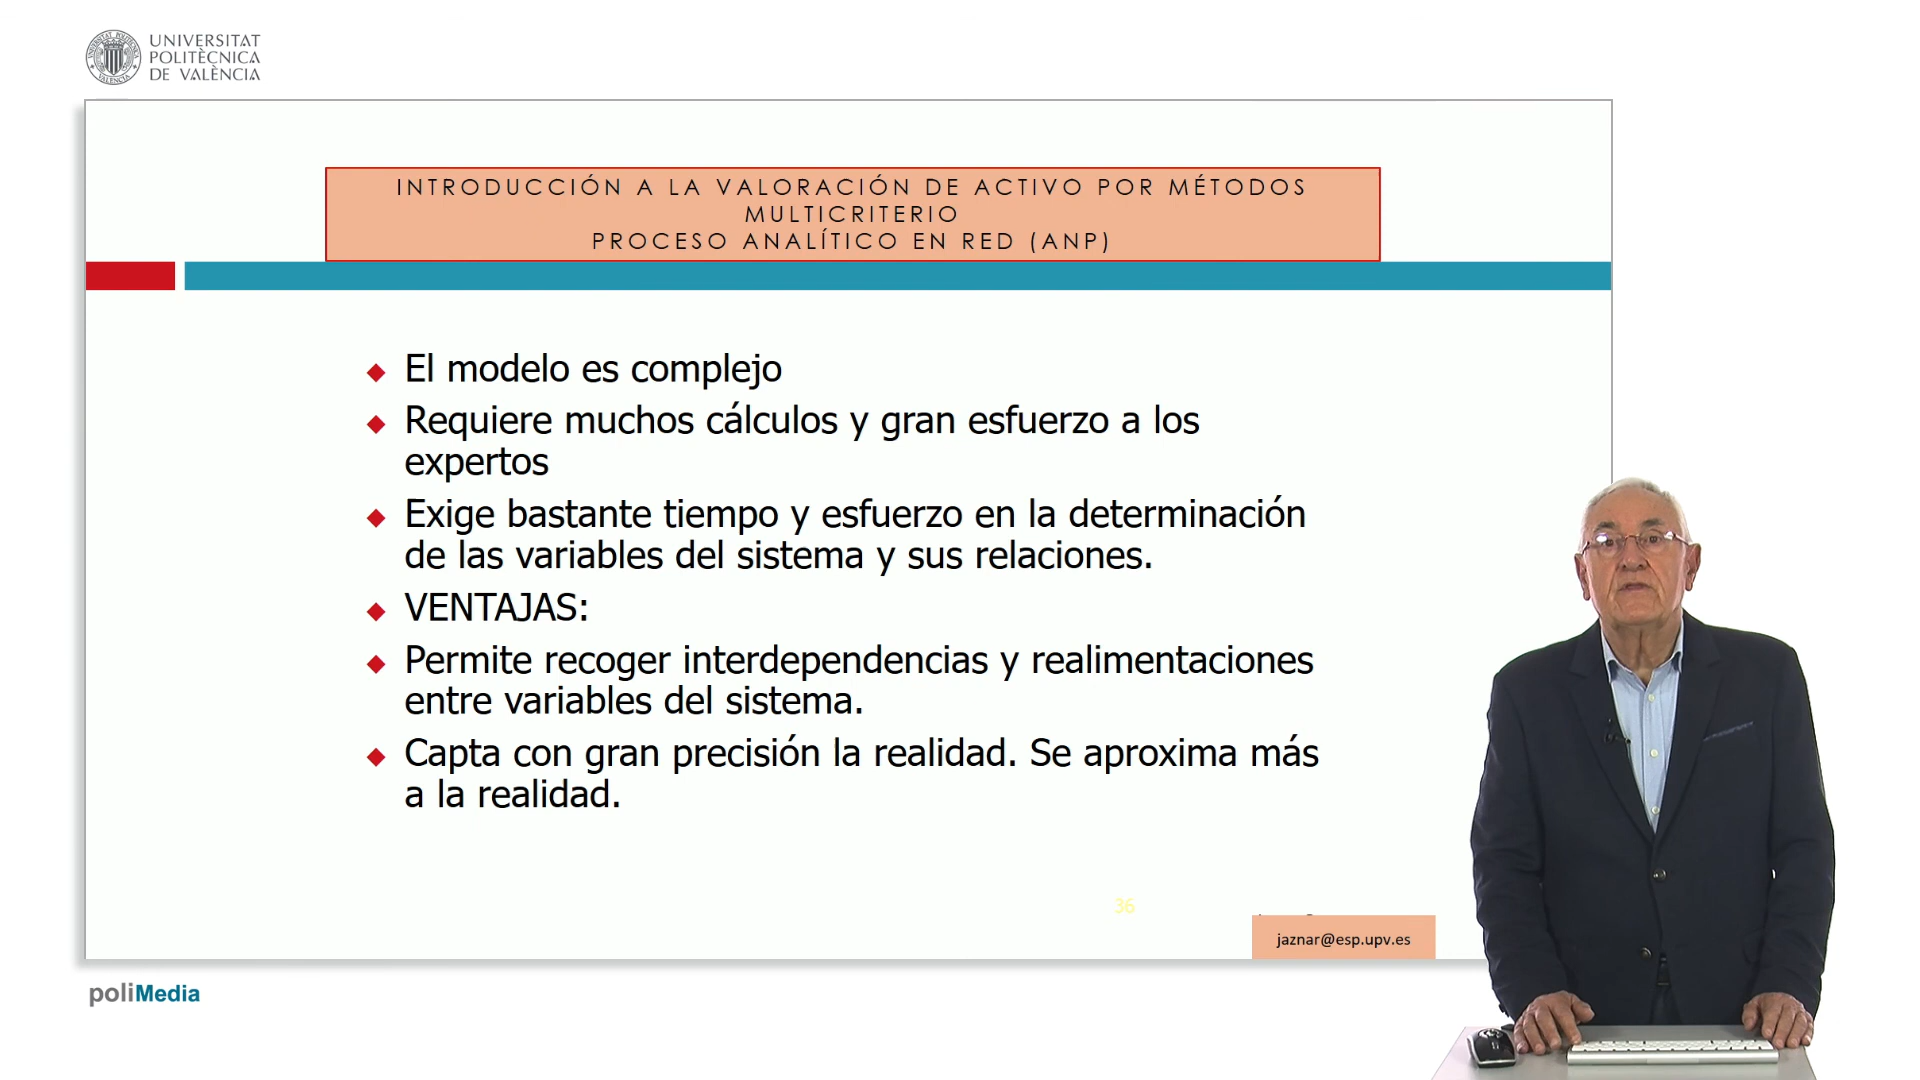 UNIVERSITAT
POLITÈCNICA
DE VALÈNCIA
INTRODUCCIÓN A LA VALORACIÓN DE ACTIVO POR MÉTODOS
MULTICRITERIO
PROCESO ANALÍTICO EN RED (ANP)
El modelo es complejo
Requiere muchos cálculos y gran esfuerzo a los
expertos
Exige bastante tiempo y esfuerzo en la determinación
de las variables del sistema y sus relaciones.
VENTAJAS:
Permite recoger interdependencias y realimentaciones
entre variables del sistema.
Capta con gran precisión la realidad. Se aproxima más
a la realidad.
36
jaznar@esp.upv.es
poliMedia